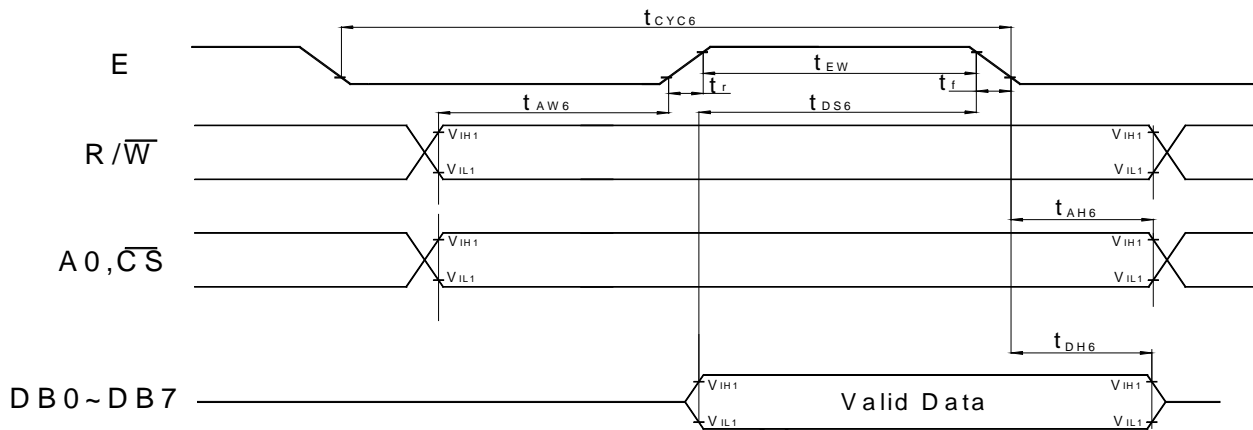 tCYC6
E
tEW
tr
tf
tAW6
tDS6
R/W̅
VIH1
VIH1
VIL1
VIL1
tAH6
A0,C̅S̅
VIH1
VIH1
VIL1
VIL1
tDH6
DB0~DB7
VIH1
VIH1
Valid Data
VIL1
VIL1